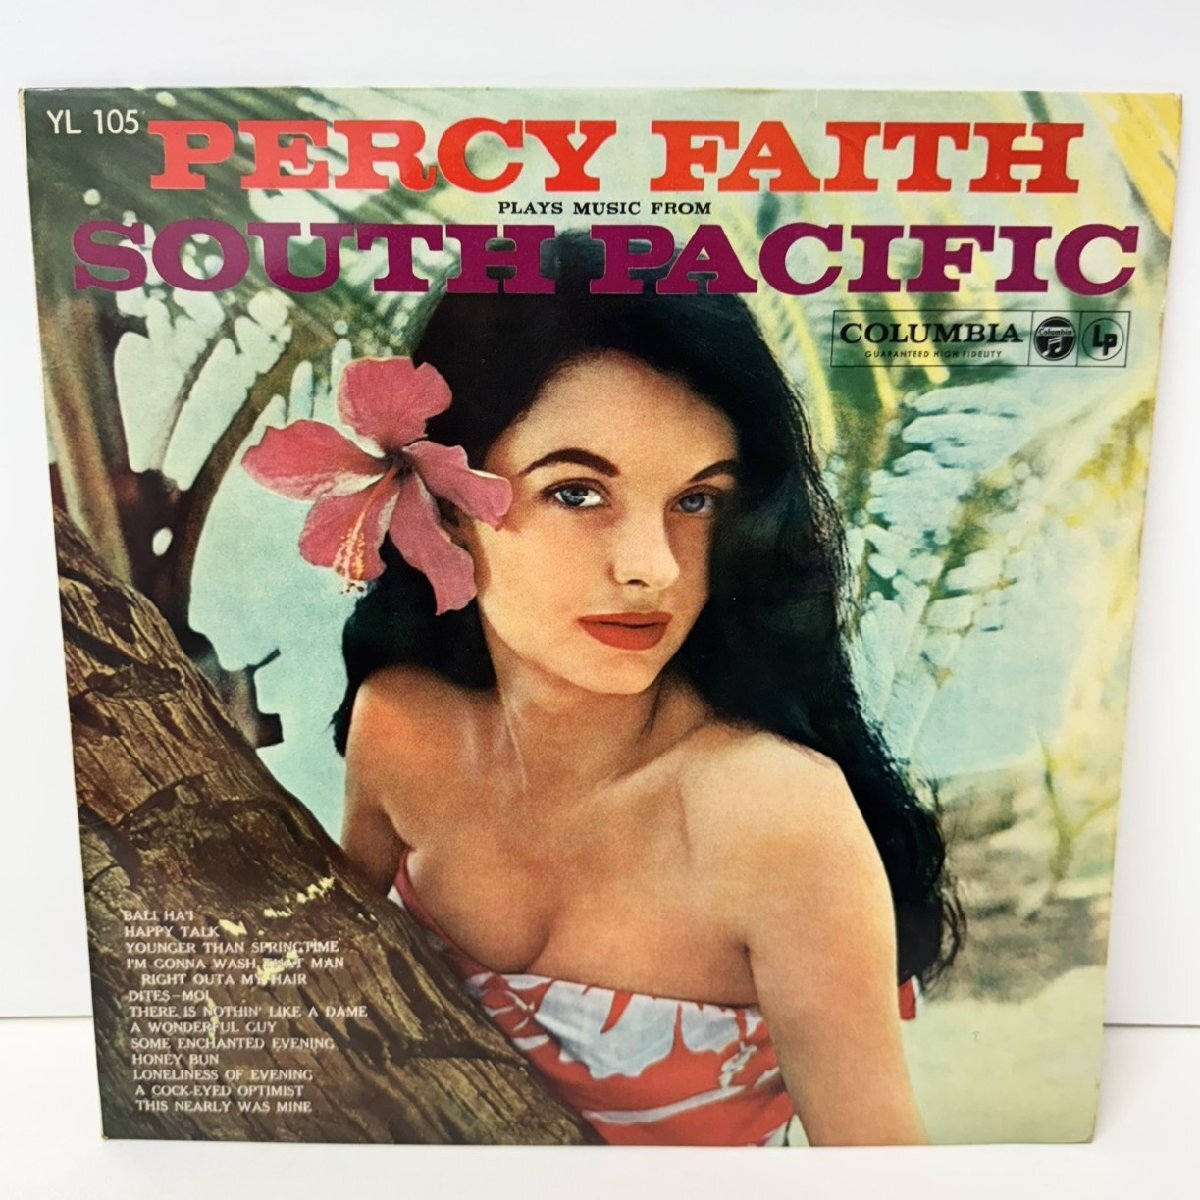 YL 105
PERCY FAITH
PLAYS MUSIC FROM
SOUTH PACIFIC
COLUMBIA
GUARANTEED HIGH FIDELITY
Columbia
LP
BALI HA'I
HAPPY TALK
YOUNGER THAN SPRINGTIME
I'M GONNA WASH THAT MAN
RIGHT OUTA MY HAIR
DITES-MOI
THERE IS NOTHIN' LIKE A DAME
A WONDERFUL GUY
SOME ENCHANTED EVENING
HONEY BUN
LONELINESS OF EVENING
A COCK-EYED OPTIMIST
THIS NEARLY WAS MINE